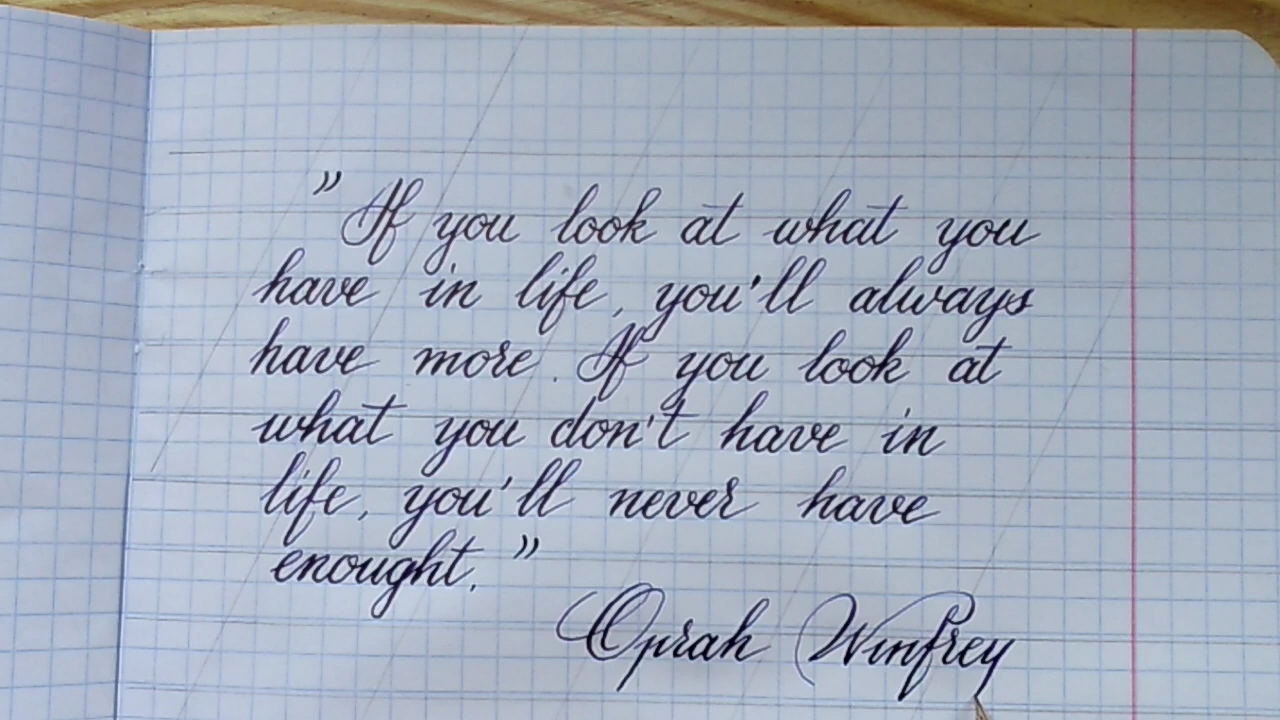 "If you look at what you
have in life, you'll always
have more. If you look at
what you don't have in
life, you'll never have
enought."
Oprah Winfrey